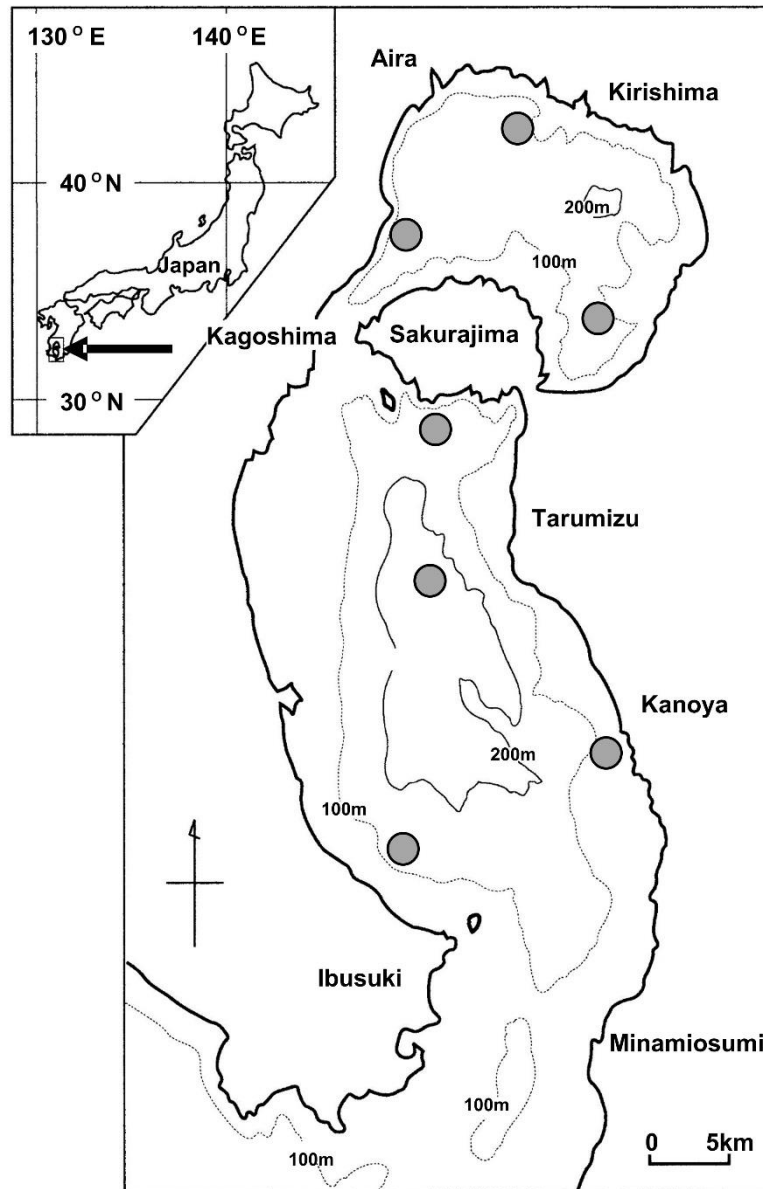 130°E 140°E
40°N
Japan
30°N
Aira
Kirishima
200m
100m
Kagoshima
Sakurajima
Tarumizu
Kanoya
200m
100m
Ibusuki
Minamiosumi
100m
100m
0 5km